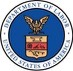 DEPARTMENT OF LABOR
UNITED STATES OF AMERICA